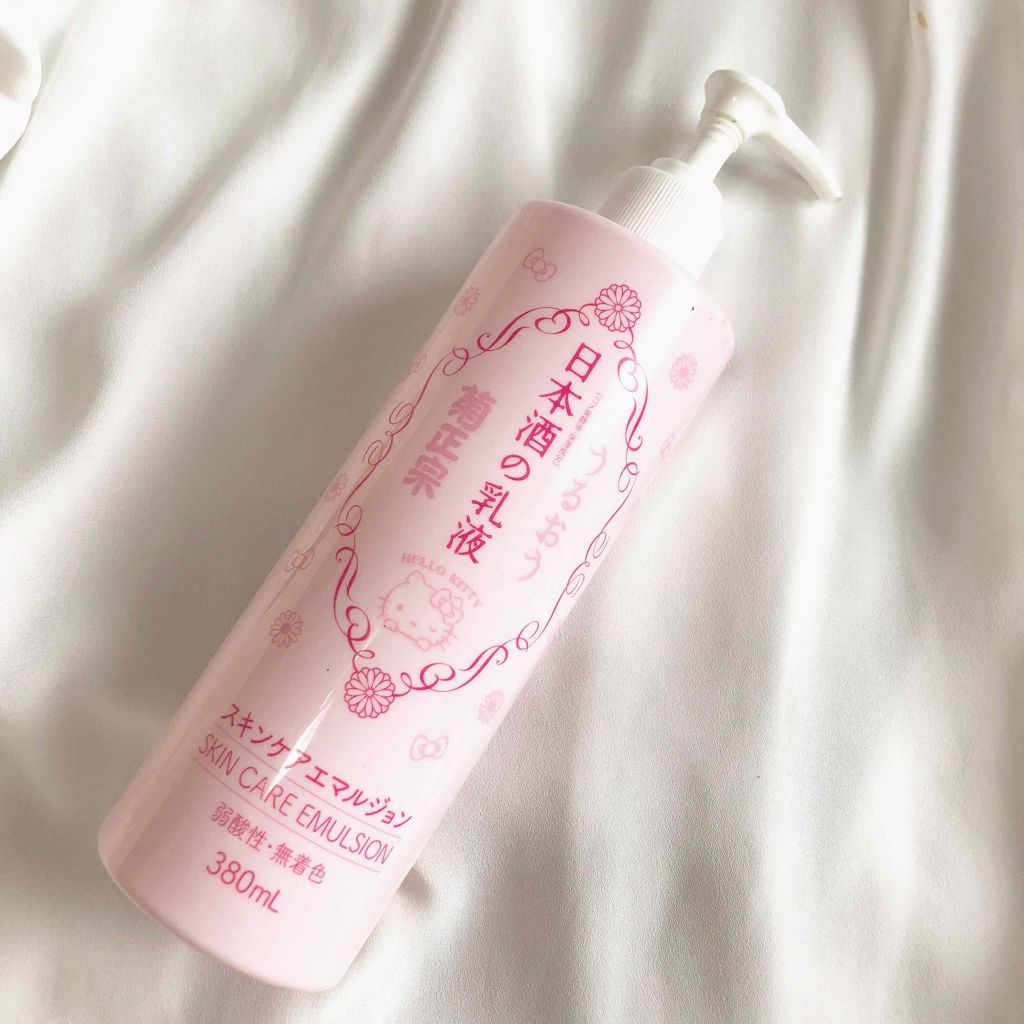 うるおう
日本酒の乳液
菊正宗
HELLO KITTY
スキンケアエマルジョン
SKIN CARE EMULSION
弱酸性・無着色
380mL